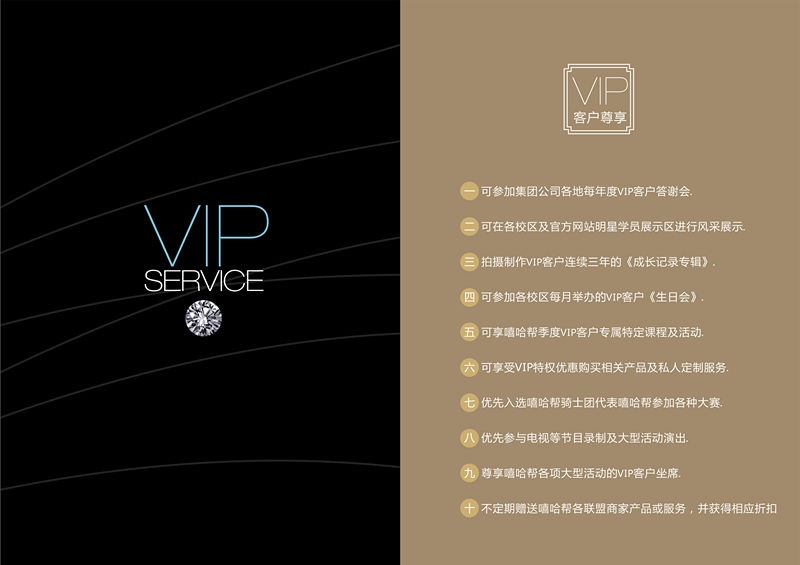 VIP
SERVICE
VIP
客户尊享
一 可参加集团公司各地每年度VIP客户答谢会.
二 可在各校区及官方网站明星学员展示区进行风采展示.
三 拍摄制作VIP客户连续三年的《成长记录专辑》.
四 可参加各校区每月举办的VIP客户《生日会》.
五 可享嘻哈帮季度VIP客户专属特定课程及活动.
六 可享受VIP特权优惠购买相关产品及私人定制服务.
七 优先入选嘻哈帮骑士团代表嘻哈帮参加各种大赛.
八 优先参与电视等节目录制及大型活动演出.
九 尊享嘻哈帮各项大型活动的VIP客户坐席.
十 不定期赠送嘻哈帮各联盟商家产品或服务，并获得相应折扣